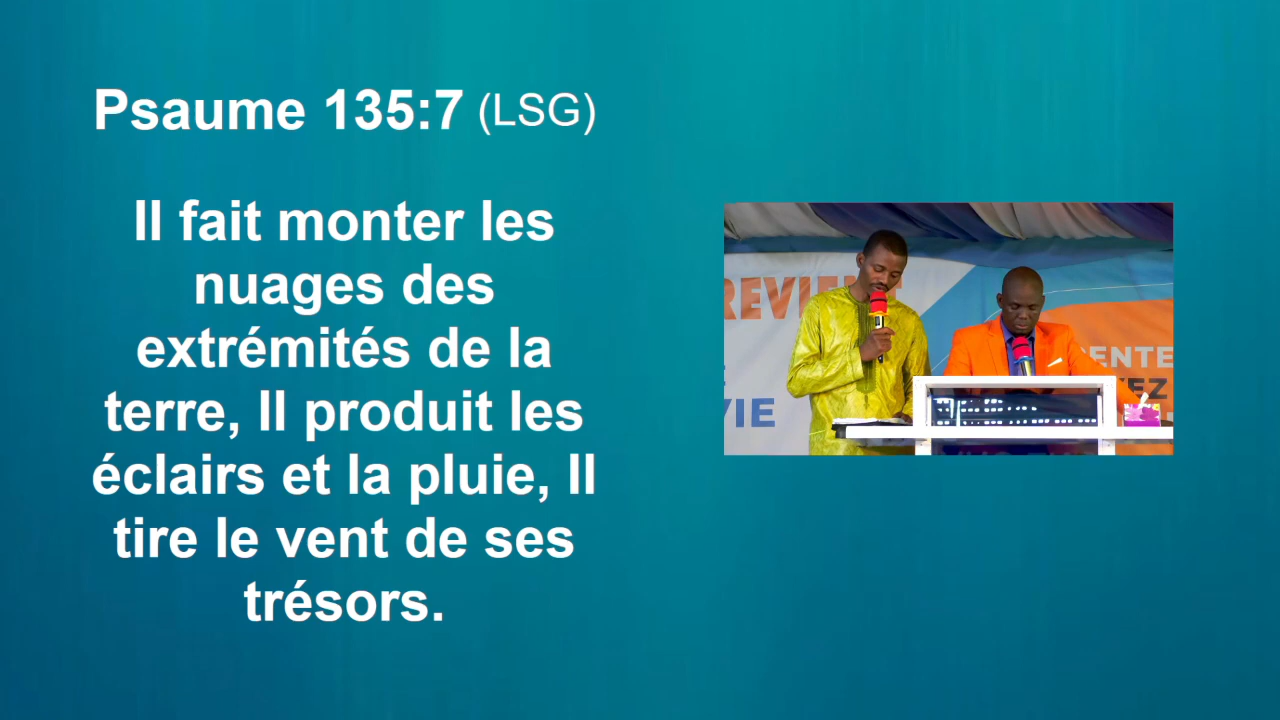 Psaume 135:7 (LSG)
Il fait monter les
nuages des
extrémités de la
terre, Il produit les
éclairs et la pluie, Il
tire le vent de ses
trésors.
VIE